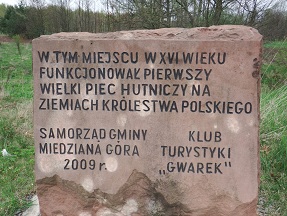 W TYM MIEJSCU W XVI WIEKU
FUNKCJONOWAŁ PIERWSZY
WIELKI PIEC HUTNICZY NA
ZIEMIACH KRÓLESTWA POLSKIEGO
SAMORZĄD GMINY
MIEDZIANA GÓRA
2009 r.
KLUB
TURYSTYKI
„GWAREK"